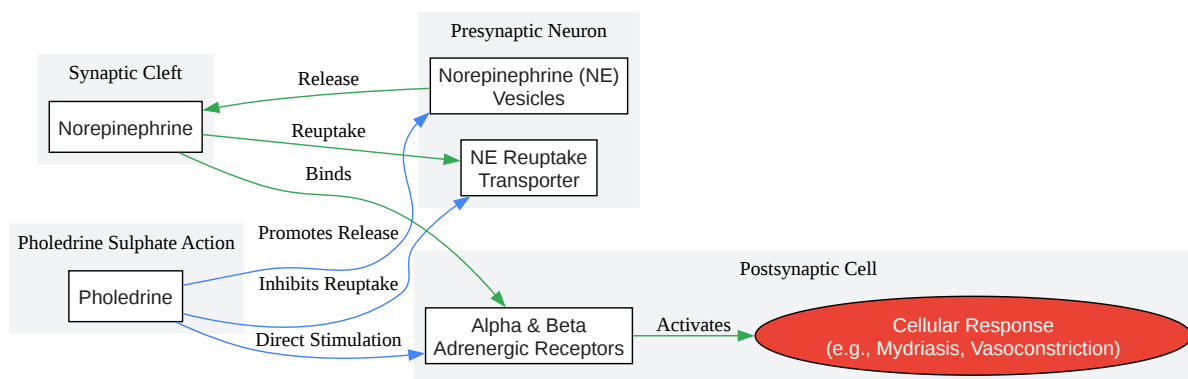 Presynaptic Neuron
Synaptic Cleft
Release
Norepinephrine (NE)
Vesicles
Norepinephrine
Reuptake
NE Reuptake
Transporter
Binds
Pholedrine Sulphate Action
Promotes Release
Postsynaptic Cell
Pholedrine
Inhibits Reuptake
Direct Stimulation
Alpha & Beta
Adrenergic Receptors
Activates
Cellular Response
(e.g., Mydriasis, Vasoconstriction)